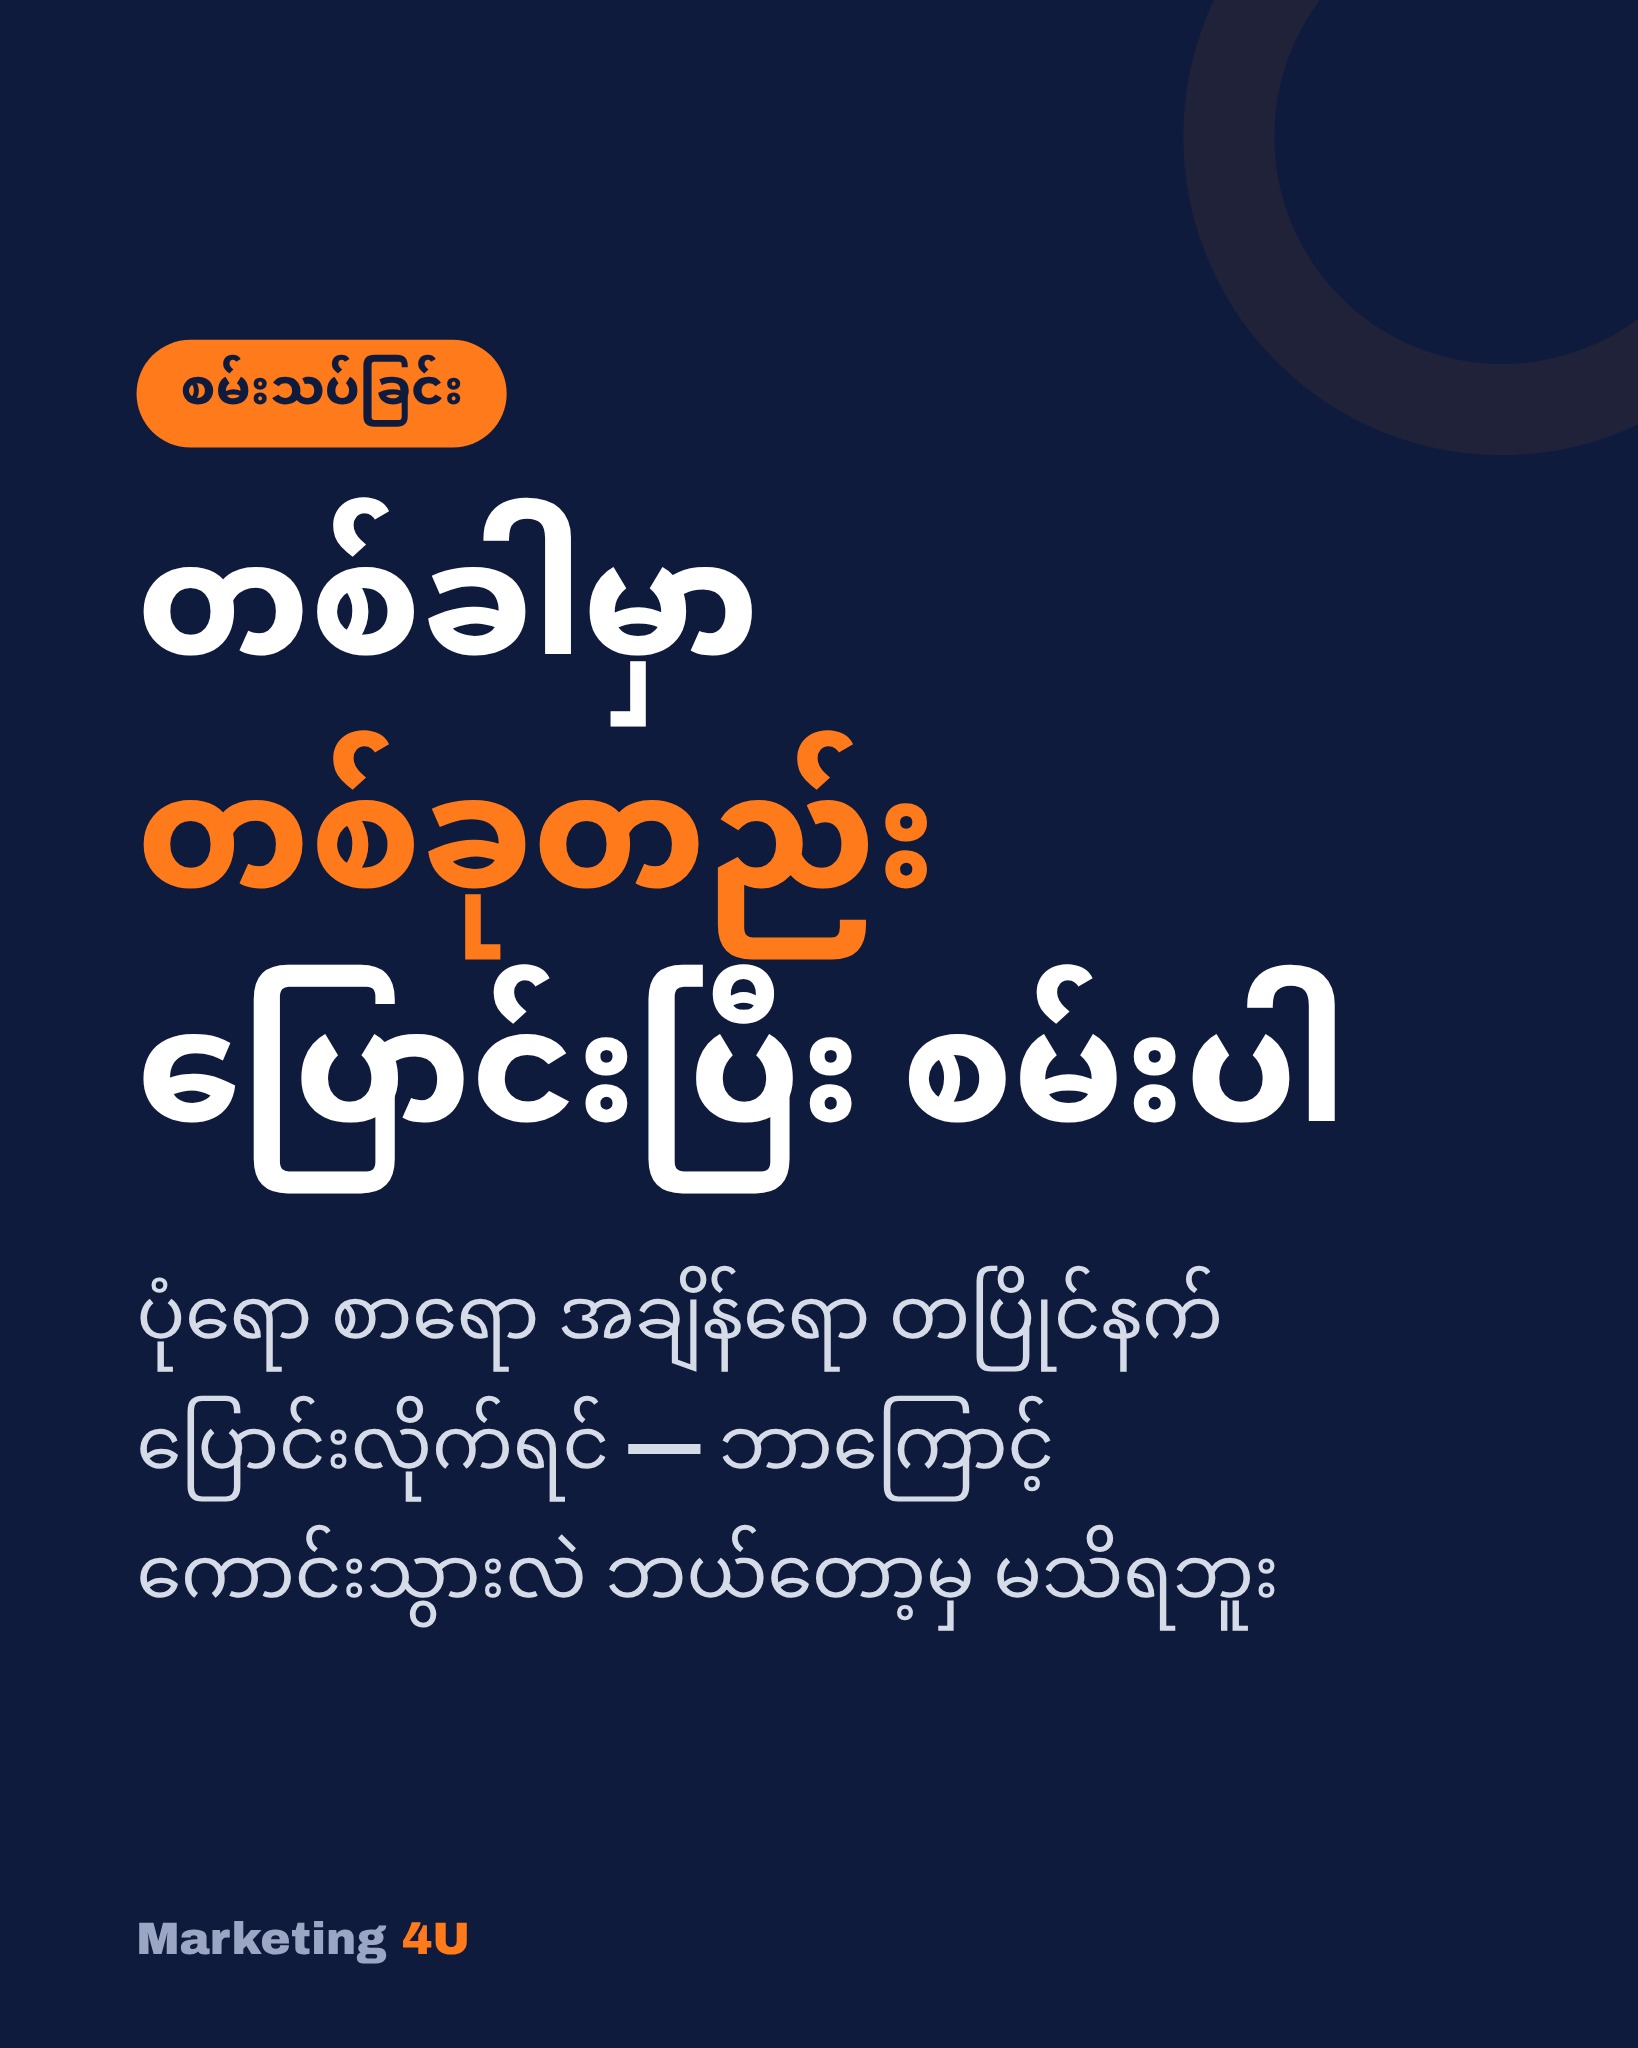 စမ်းသပ်ခြင်း
တစ်ခါမှာ
တစ်ခုတည်း
ပြောင်းပြီး စမ်းပါ
ပုံရော စာရော အချိန်ရော တပြိုင်နက်
ပြောင်းလိုက်ရင် — ဘာကြောင့်
ကောင်းသွားလဲ ဘယ်တော့မှ မသိရဘူး
Marketing 4U